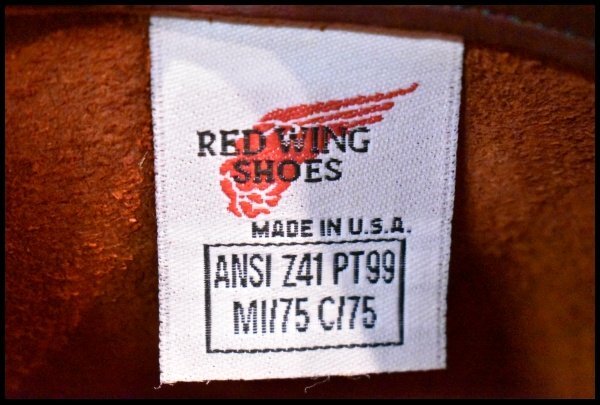 RED WING
SHOES
MADE IN U.S.A.
ANSI Z41 PT99
MI/75 C/75